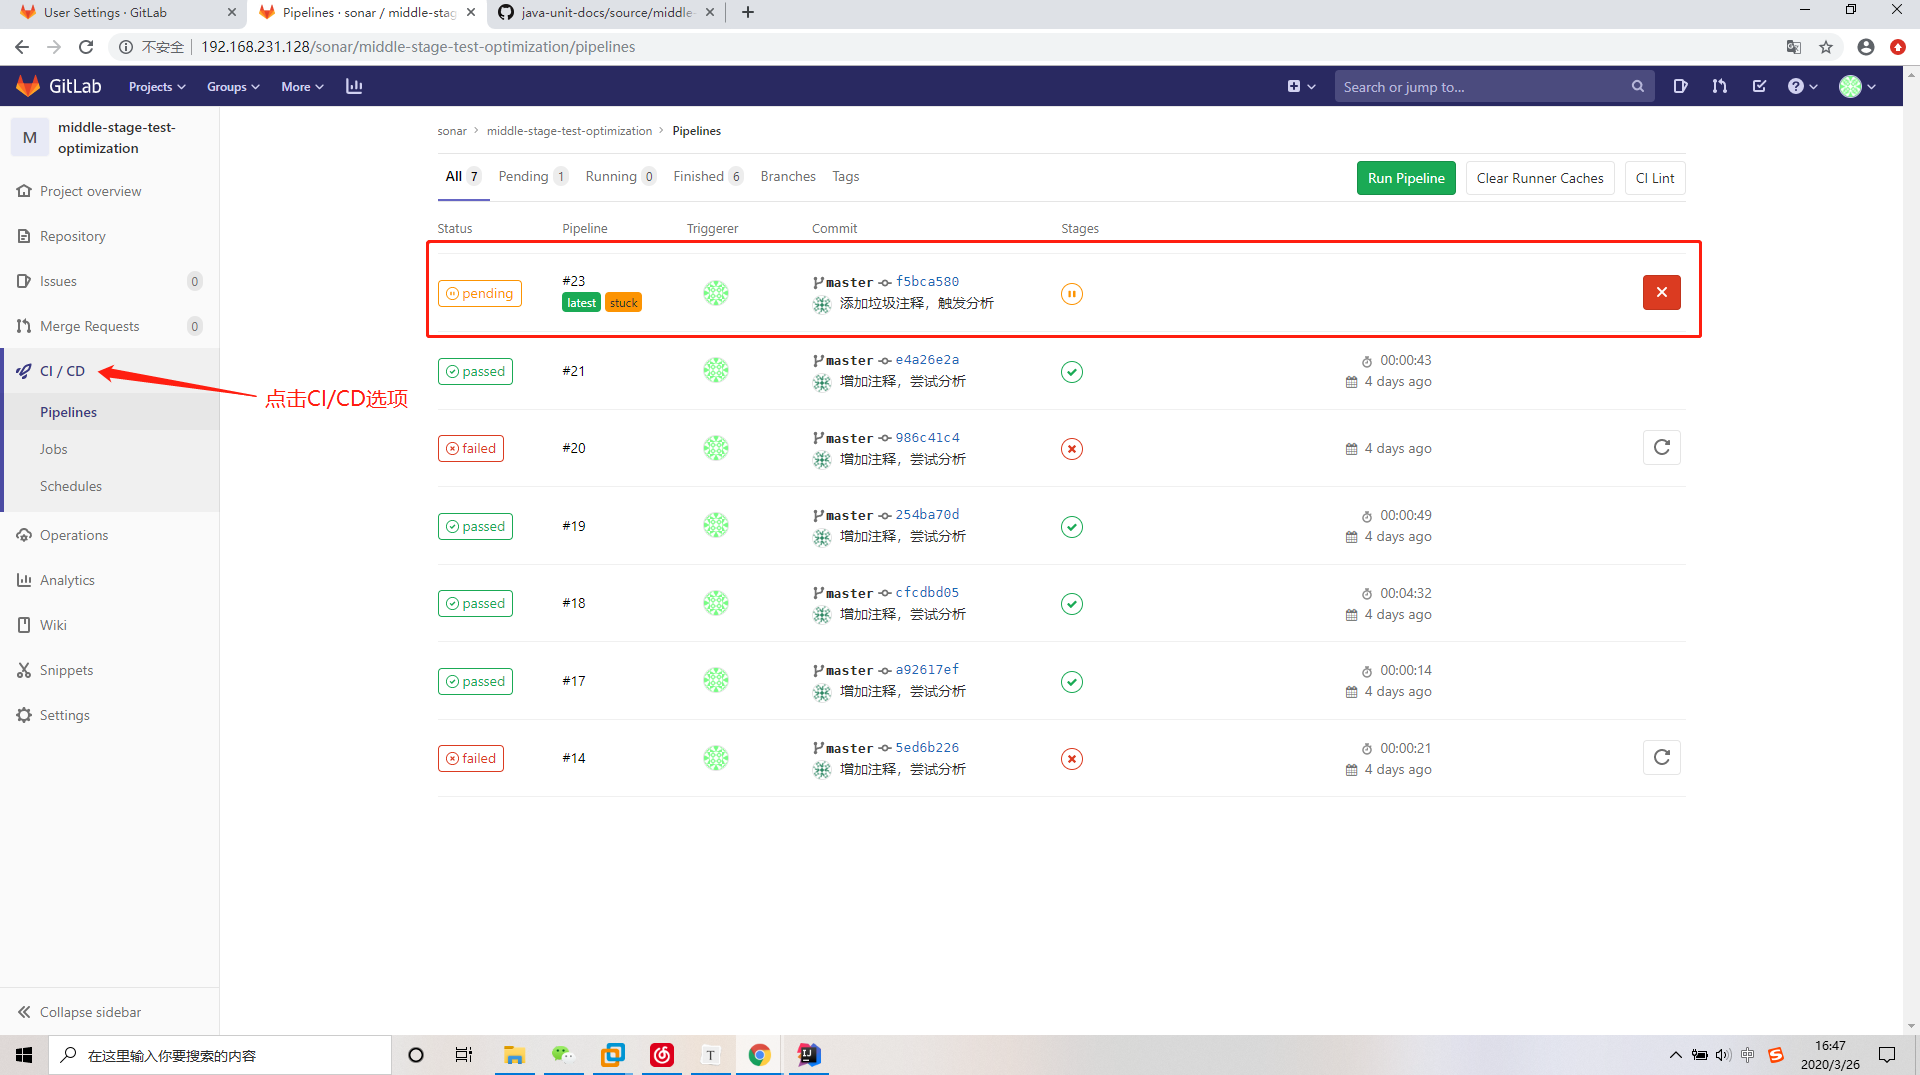 User Settings · GitLab
Pipelines · sonar / middle-stag
java-unit-docs/source/middle-
不安全
192.168.231.128/sonar/middle-stage-test-optimization/pipelines
GitLab
Projects
Groups
More
Search or jump to...
M
middle-stage-test-
optimization
Project overview
Repository
Issues 0
Merge Requests 0
CI / CD
Pipelines
Jobs
Schedules
Operations
Analytics
Wiki
Snippets
Settings
Collapse sidebar
点击CI/CD选项
sonar > middle-stage-test-optimization > Pipelines
All 7 Pending 1 Running 0 Finished 6 Branches Tags
Run Pipeline
Clear Runner Caches
CI Lint
Status Pipeline Triggerer Commit Stages
pending #23 master f5bca580
latest stuck 添加垃圾注释，触发分析
passed #21 master e4a26e2a 00:00:43
增加注释，尝试分析 4 days ago
failed #20 master 986c41c4 4 days ago
增加注释，尝试分析
passed #19 master 254ba70d 00:00:49
增加注释，尝试分析 4 days ago
passed #18 master cfcdbd05 00:04:32
增加注释，尝试分析 4 days ago
passed #17 master a92617ef 00:00:14
增加注释，尝试分析 4 days ago
failed #14 master 5ed6b226 00:00:21
增加注释，尝试分析 4 days ago
在这里输入你要搜索的内容
T
IJ
中
S
16:47
2020/3/26